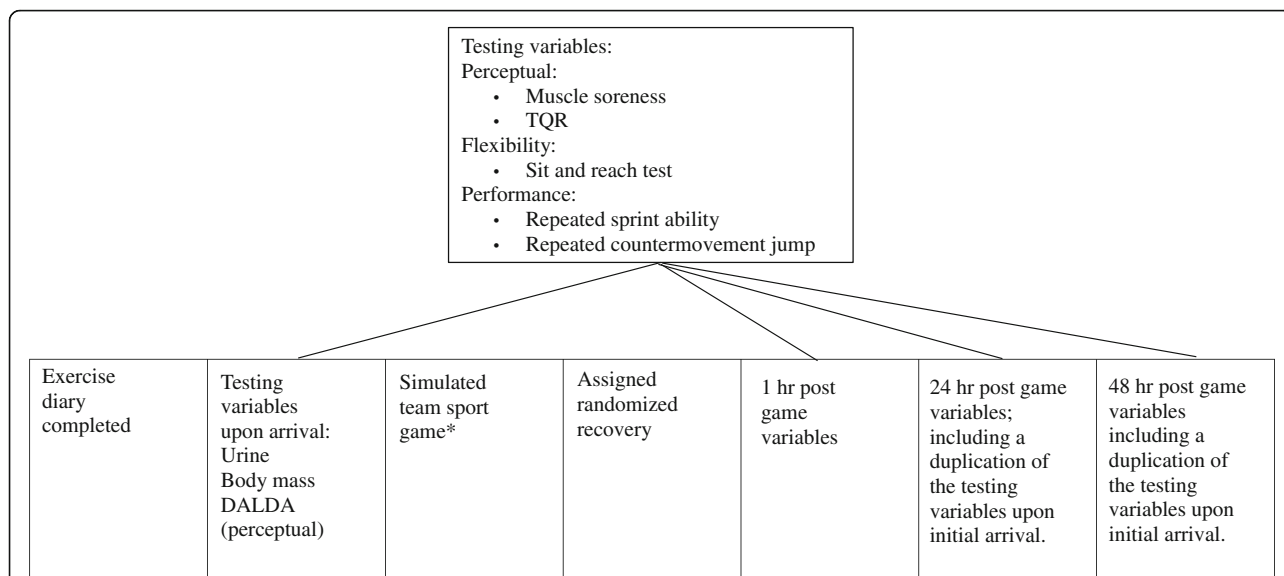 Testing variables:
Perceptual:
• Muscle soreness
• TQR
Flexibility:
• Sit and reach test
Performance:
• Repeated sprint ability
• Repeated countermovement jump
Exercise
diary
completed
Testing
variables
upon arrival:
Urine
Body mass
DALDA
(perceptual)
Simulated
team sport
game*
Assigned
randomized
recovery
1 hr post
game
variables
24 hr post game
variables;
including a
duplication of
the testing
variables upon
initial arrival.
48 hr post game
variables
including a
duplication of
the testing
variables upon
initial arrival.